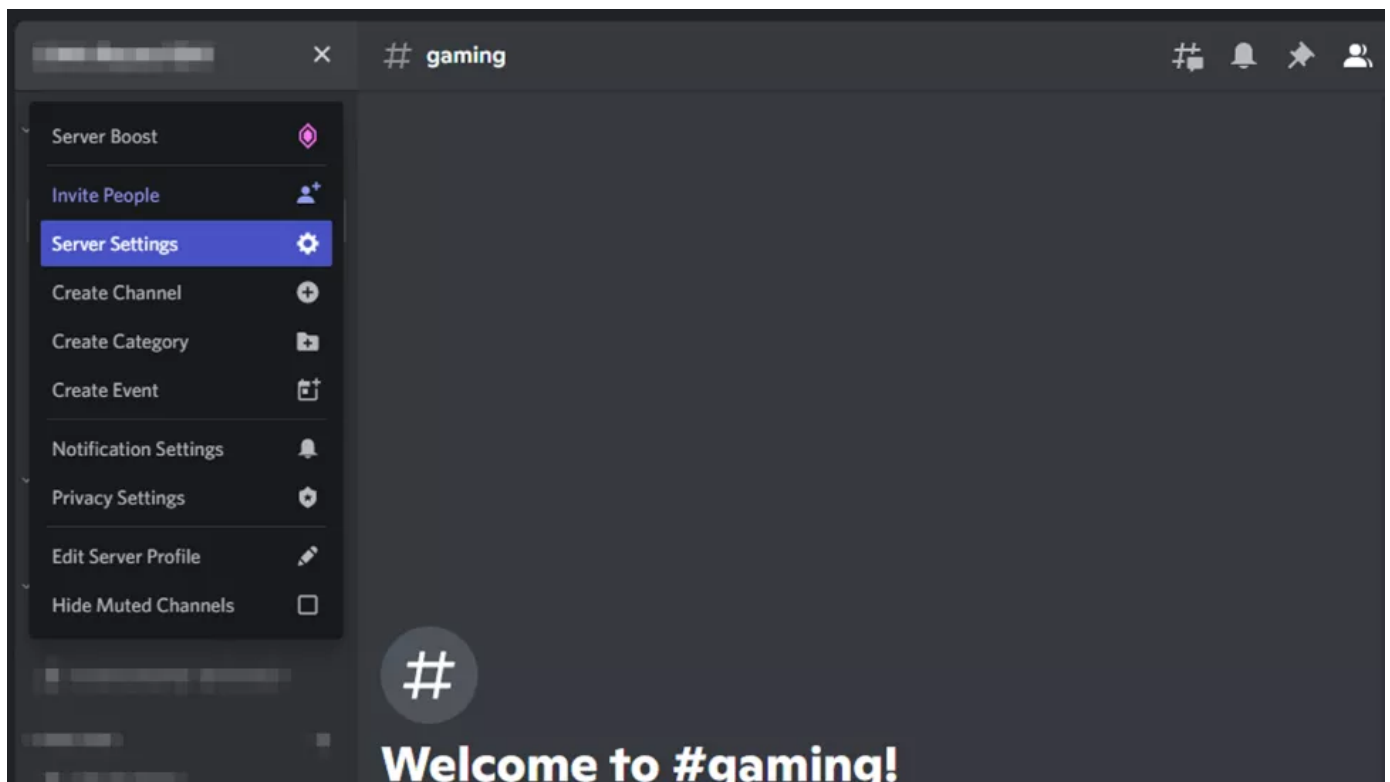 gaming
Server Boost
Invite People
Server Settings
Create Channel
Create Category
Create Event
Notification Settings
Privacy Settings
Edit Server Profile
Hide Muted Channels
Welcome to #gaming!